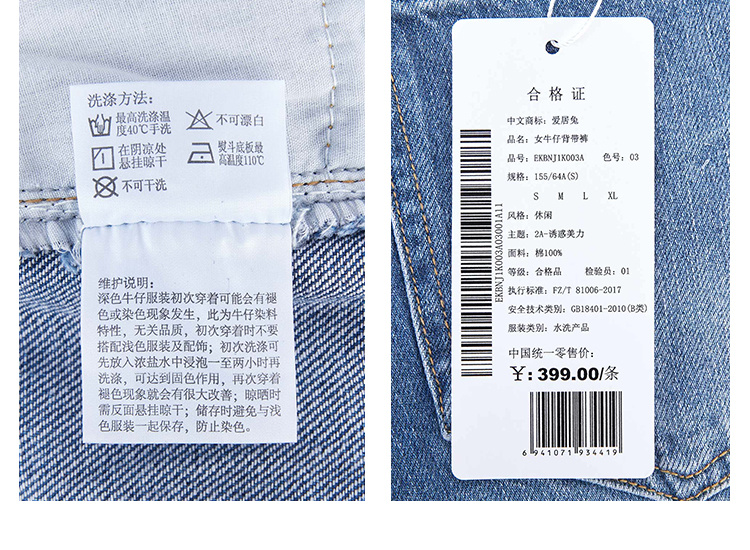 洗涤方法：
最高洗涤温
度40℃手洗
不可漂白
在阴凉处
悬挂晾干
熨斗底板最
高温度110℃
不可干洗
维护说明：
深色牛仔服装初次穿着可能会有褪
色或染色现象发生，此为牛仔染料
特性，无关品质，初次穿着时不要
搭配浅色服装及配饰；初次洗涤可
先放入浓盐水中浸泡一至两小时再
洗涤，可达到固色作用，再次穿着
褪色现象就会有很大改善；晾晒时
需反面悬挂晾干；储存时避免与浅
色服装一起保存，防止染色。
合格证
中文商标：爱居兔
品名：女牛仔背带裤
品号：EKBNJ1K003A 色号：03
规格：155/64A(S)
S M L XL
风格：休闲
主题：2A-诱惑美力
面料：棉100%
等级：合格品 检验员：01
执行标准：FZ/T 81006-2017
安全技术类别：GB18401-2010(B类)
服装类别：水洗产品
中国统一零售价：
¥：399.00/条
6 941071 934419
EKBNJ1K003A03001A11